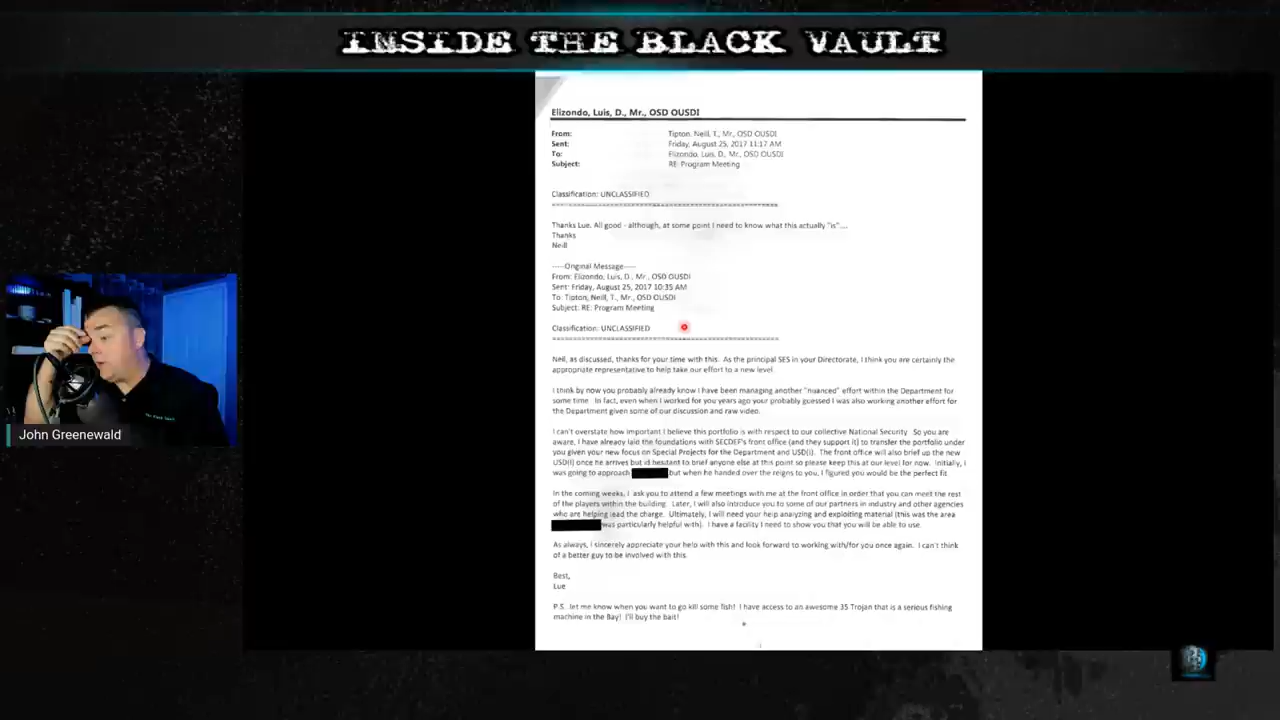 INSIDE THE BLACK VAULT
Elizondo, Luis, D., Mr., OSD OUSDI
From: Tipton, Neill, T., Mr., OSD OUSDI
Sent: Friday, August 25, 2017 11:17 AM
To: Elizondo, Luis, D., Mr., OSD OUSDI
Subject: RE: Program Meeting
Classification: UNCLASSIFIED
Thanks Lue. All good - although, at some point I need to know what this actually "is"....
Thanks
Neill
-----Original Message-----
From: Elizondo, Luis, D., Mr., OSD OUSDI
Sent: Friday, August 25, 2017 10:35 AM
To: Tipton, Neill, T., Mr., OSD OUSDI
Subject: RE: Program Meeting
Classification: UNCLASSIFIED
Neil, as discussed, thanks for your time with this. As the principal SES in your Directorate, I think you are certainly the
appropriate representative to help take our effort to a new level.
I think by now you probably already know I have been managing another "nuanced" effort within the Department for
some time. In fact, even when I worked for you years ago your probably guessed I was also working another effort for
the Department given some of our discussion and raw video.
I can't overstate how important I believe this portfolio is with respect to our collective National Security. So you are
aware, I have already laid the foundations with SECDEF's front office (and they support it) to transfer the portfolio under
you given your new focus on Special Projects for the Department and USD(I). The front office will also brief up the new
USD(I) once he arrives but id hesitant to brief anyone else at this point so please keep this at our level for now. Initially, I
was going to approach but when he handed over the reigns to you, I figured you would be the perfect fit.
In the coming weeks, I ask you to attend a few meetings with me at the front office in order that you can meet the rest
of the players within the building. Later, I will also introduce you to some of our partners in industry and other agencies
who are helping lead the charge. Ultimately, I will need your help analyzing and exploiting material (this was the area
was particularly helpful with). I have a facility I need to show you that you will be able to use.
As always, I sincerely appreciate your help with this and look forward to working with/for you once again. I can't think
of a better guy to be involved with this.
Best,
Lue
P.S. let me know when you want to go kill some fish! I have access to an awesome 35 Trojan that is a serious fishing
machine in the Bay! I'll buy the bait!
John Greenewald